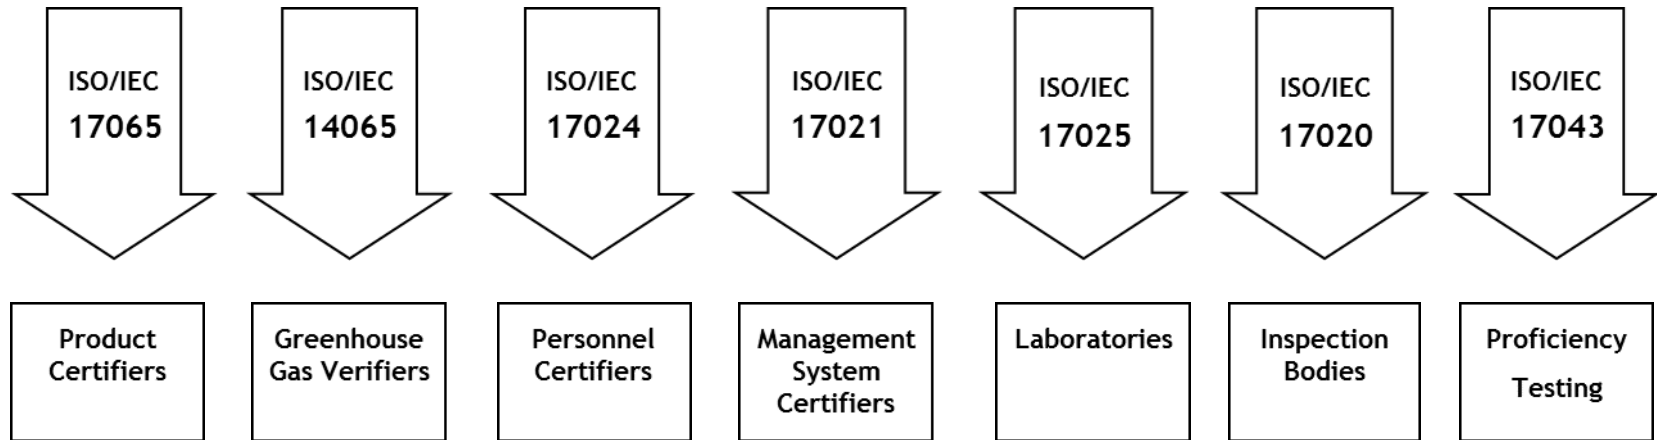 ISO/IEC
17065
ISO/IEC
14065
ISO/IEC
17024
ISO/IEC
17021
ISO/IEC
17025
ISO/IEC
17020
ISO/IEC
17043
Product
Certifiers
Greenhouse
Gas Verifiers
Personnel
Certifiers
Management
System
Certifiers
Laboratories
Inspection
Bodies
Proficiency
Testing